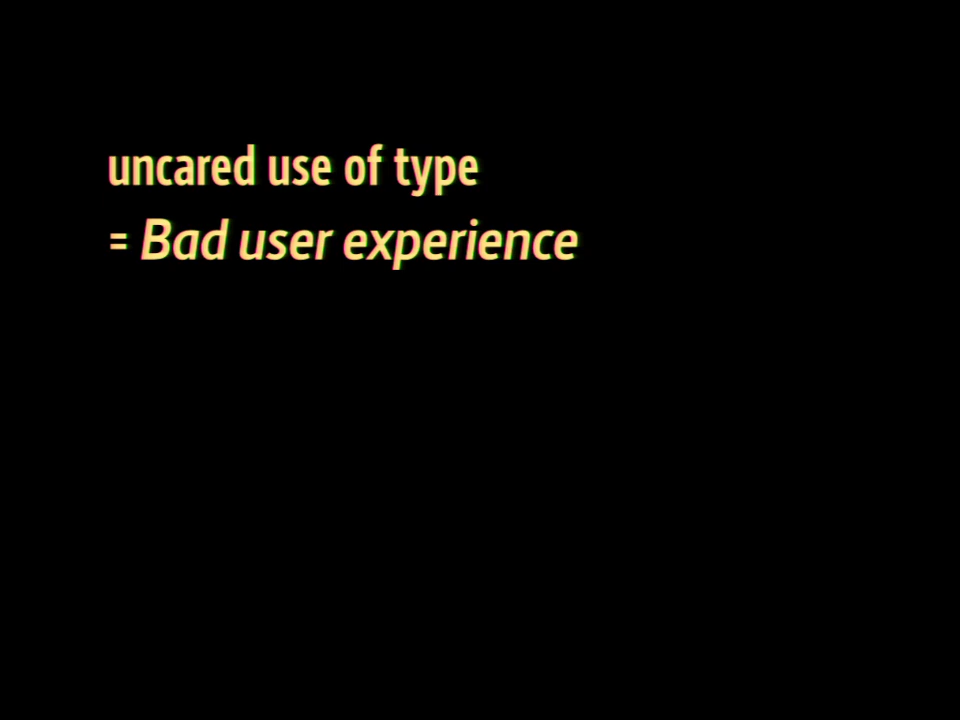 uncared use of type
= Bad user experience